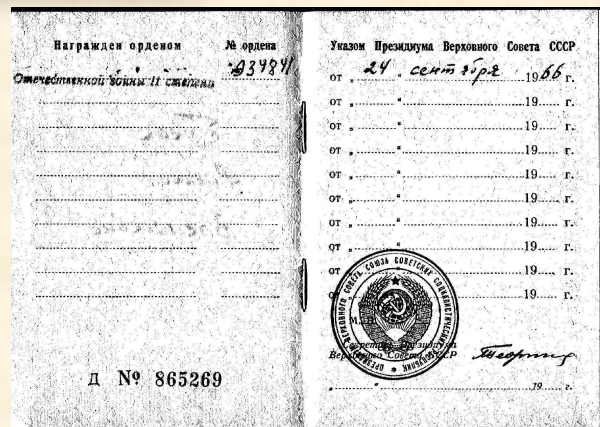 Награжден орденом № ордена
Отечественной войны II степени 934841
Д № 865269
Указом Президиума Верховного Совета СССР
от „ 24 “ сентября 1966 г.
от „ “ 19 г.
от „ “ 19 г.
от „ “ 19 г.
от „ “ 19 г.
от „ “ 19 г.
от „ “ 19 г.
от „ “ 19 г.
от „ “ 19 г.
от „ “ 19 г.
М.П.
Секретарь Президиума
Верховного Совета СССР
„ “ 19 г.
ПРЕЗИДИУМ ВЕРХОВНОГО СОВЕТА СОЮЗА СОВЕТСКИХ СОЦИАЛИСТИЧЕСКИХ РЕСПУБЛИК